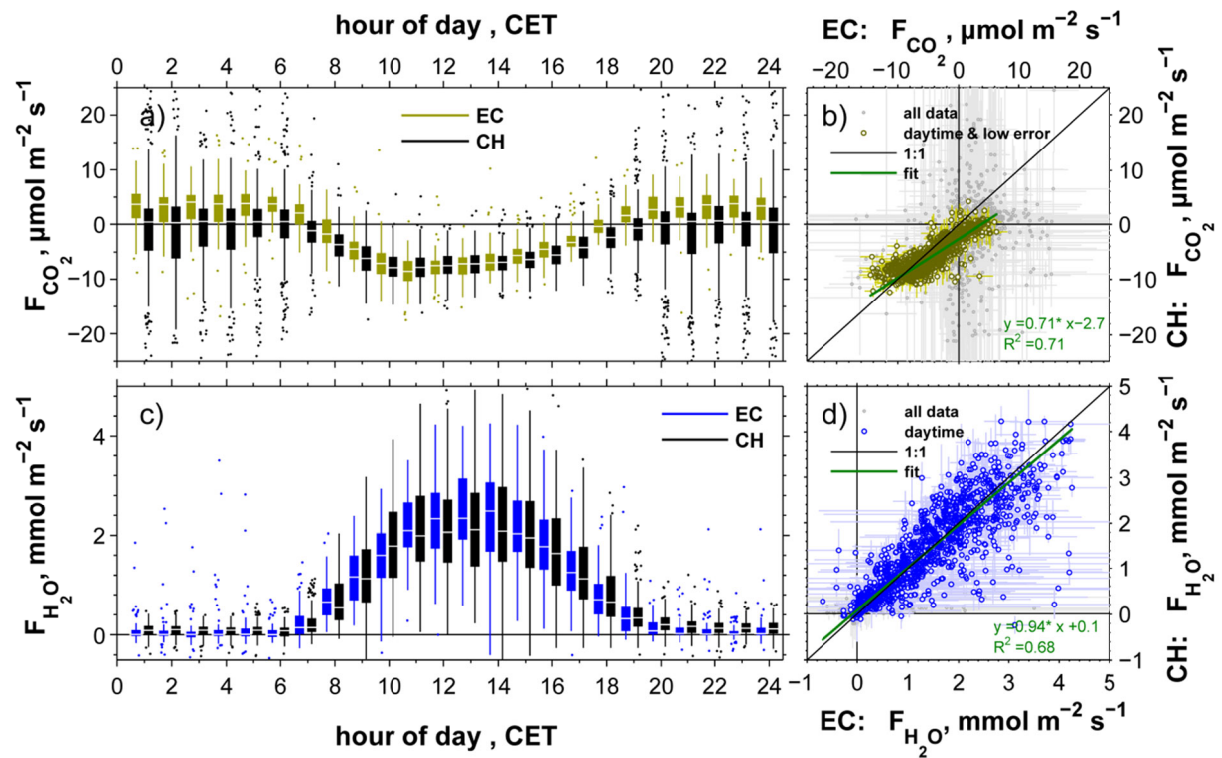 hour of day , CET
0 2 4 6 8 10 12 14 16 18 20 22 24
F_CO2, µmol m−2 s−1
20
10
0
−10
−20
a)
EC
CH
EC: F_CO2, µmol m−2 s−1
−20 −10 0 10 20
b)
all data
daytime & low error
1:1
fit
y =0.71* x−2.7
R2 =0.71
20
10
0
−10
−20
CH: F_CO2, µmol m−2 s−1
F_H2O, mmol m−2 s−1
4
2
0
c)
EC
CH
0 2 4 6 8 10 12 14 16 18 20 22 24
hour of day , CET
d)
all data
daytime
1:1
fit
y=0.94* x +0.1
R2 =0.68
5
4
3
2
1
0
−1
CH: F_H2O, mmol m−2 s−1
−1 0 1 2 3 4 5
EC: F_H2O, mmol m−2 s−1